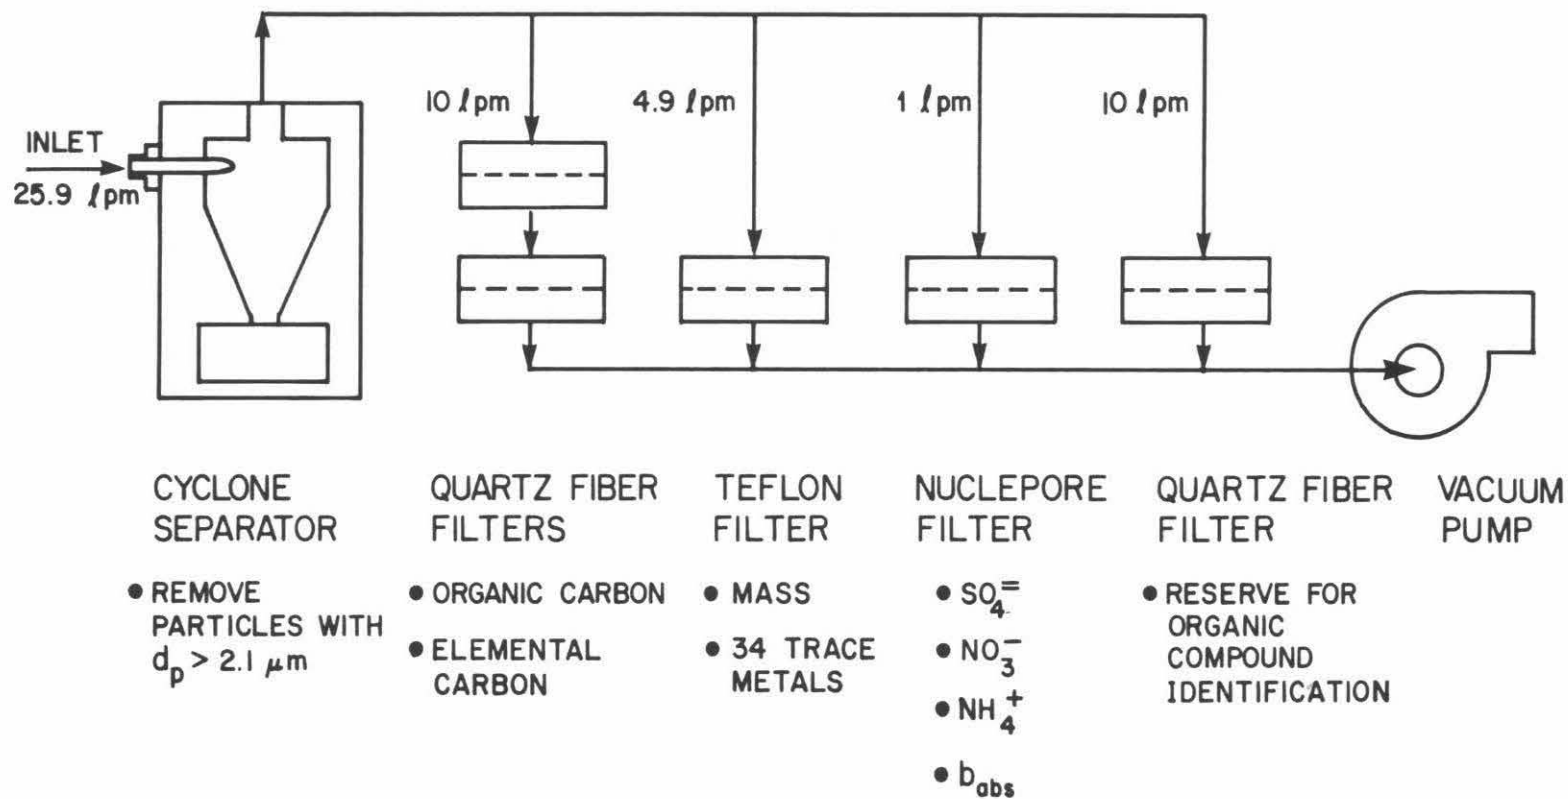 10 lpm
4.9 lpm
1 lpm
10 lpm
INLET
25.9 lpm
CYCLONE
SEPARATOR
• REMOVE
PARTICLES WITH
dp > 2.1 μm
QUARTZ FIBER
FILTERS
• ORGANIC CARBON
• ELEMENTAL
CARBON
TEFLON
FILTER
• MASS
• 34 TRACE
METALS
NUCLEPORE
FILTER
• SO₄⁼
• NO₃⁻
• NH₄⁺
• babs
QUARTZ FIBER
FILTER
• RESERVE FOR
ORGANIC
COMPOUND
IDENTIFICATION
VACUUM
PUMP